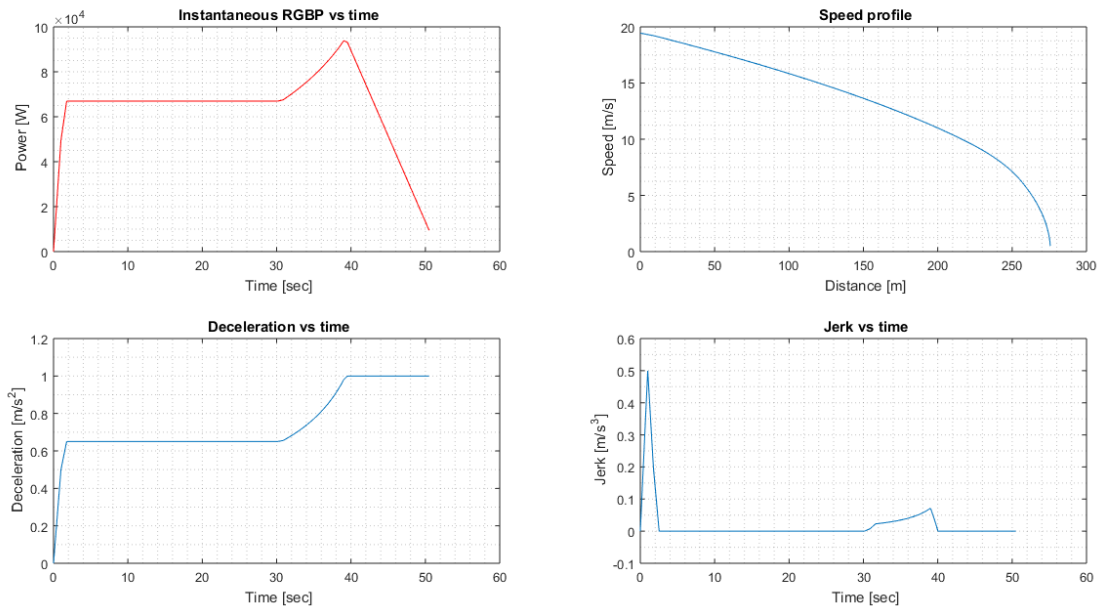 Instantaneous RGBP vs time
×10^4
Power [W]
10
8
6
4
2
0
0 10 20 30 40 50 60
Time [sec]
Speed profile
Speed [m/s]
20
15
10
5
0
0 50 100 150 200 250 300
Distance [m]
Deceleration vs time
Deceleration [m/s^2]
1.2
1
0.8
0.6
0.4
0.2
0
0 10 20 30 40 50 60
Time [sec]
Jerk vs time
Jerk [m/s^3]
0.6
0.5
0.4
0.3
0.2
0.1
0
-0.1
0 10 20 30 40 50 60
Time [sec]